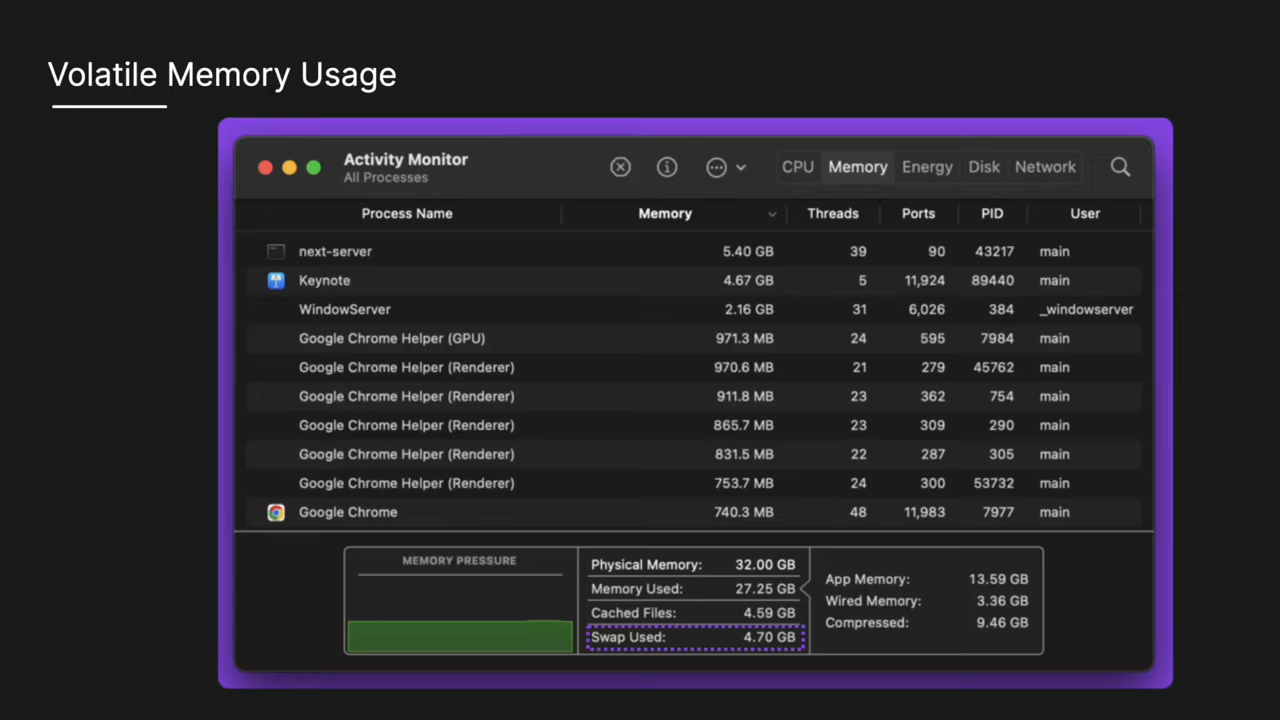 Volatile Memory Usage
Activity Monitor
All Processes
CPU Memory Energy Disk Network
Process Name Memory Threads Ports PID User
next-server 5.40 GB 39 90 43217 main
Keynote 4.67 GB 5 11,924 89440 main
WindowServer 2.16 GB 31 6,026 384 _windowserver
Google Chrome Helper (GPU) 971.3 MB 24 595 7984 main
Google Chrome Helper (Renderer) 970.6 MB 21 279 45762 main
Google Chrome Helper (Renderer) 911.8 MB 23 362 754 main
Google Chrome Helper (Renderer) 865.7 MB 23 309 290 main
Google Chrome Helper (Renderer) 831.5 MB 22 287 305 main
Google Chrome Helper (Renderer) 753.7 MB 24 300 53732 main
Google Chrome 740.3 MB 48 11,983 7977 main
MEMORY PRESSURE
Physical Memory: 32.00 GB
Memory Used: 27.25 GB
Cached Files: 4.59 GB
Swap Used: 4.70 GB
App Memory: 13.59 GB
Wired Memory: 3.36 GB
Compressed: 9.46 GB